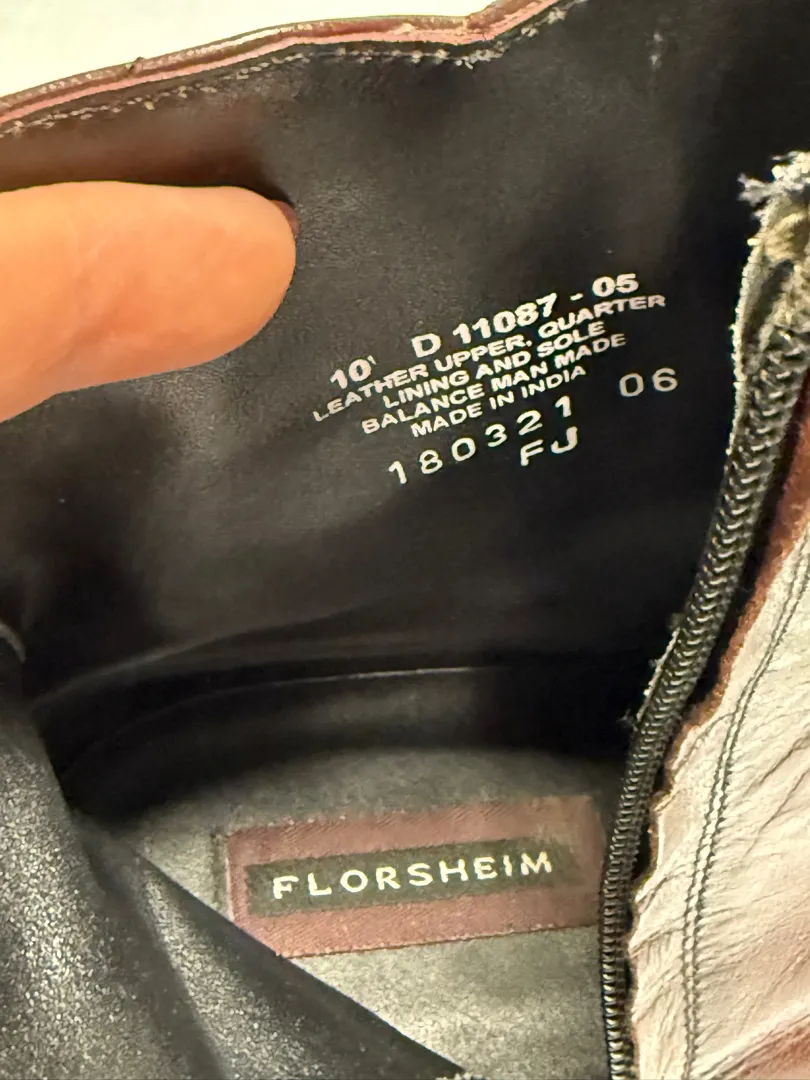 10' D 11087 - 05
LEATHER UPPER, QUARTER
LINING AND SOLE
BALANCE MAN MADE
MADE IN INDIA
180321 06
FJ
FLORSHEIM